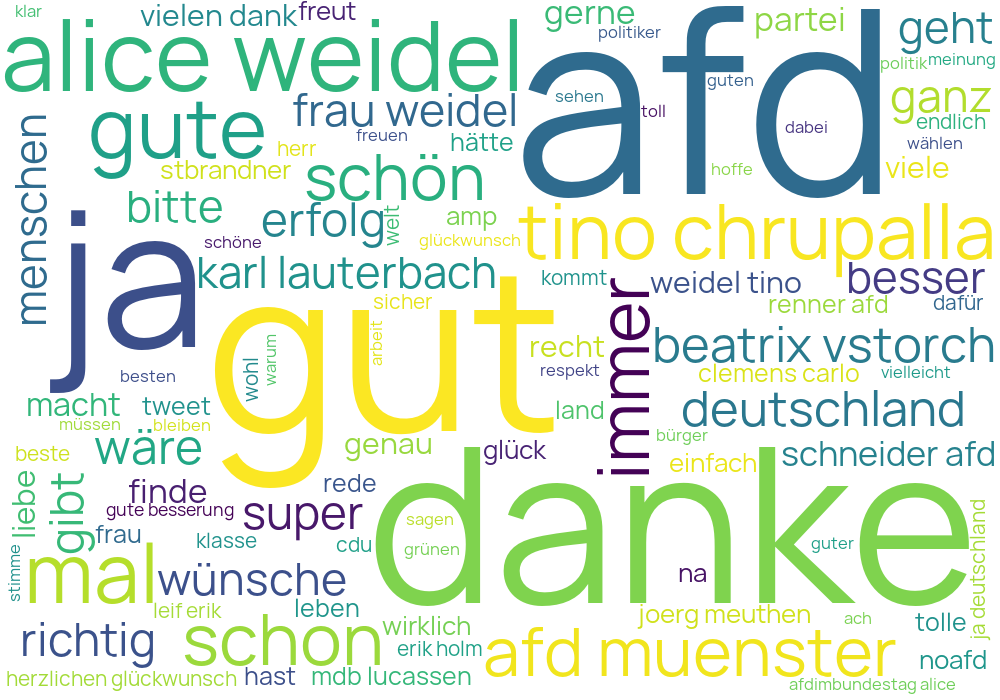 klar
vielen dank
freut
gerne
politiker
partei
geht
alice weidel
afd
politik
meinung
guten
sehen
toll
dabei
ganz
endlich
wählen
frau weidel
gute
freuen
hätte
herr
stbrandner
schön
hoffe
viele
menschen
bitte
erfolg
welt
amp
schöne
glückwunsch
tino chrupalla
ja
karl lauterbach
kommt
weidel tino
besser
sicher
renner afd
dafür
gut
immer
arbeit
warum
wohl
recht
beatrix vstorch
respekt
clemens carlo
vielleicht
besten
macht
tweet
land
deutschland
müssen
bleiben
wäre
genau
glück
bürger
beste
einfach
schneider afd
liebe
gibt
finde
rede
danke
gute besserung
super
sagen
frau
klasse
cdu
grünen
guter
stimme
mal
wünsche
na
ja deutschland
leif erik
leben
joerg meuthen
ach
tolle
richtig
schon
wirklich
erik holm
afd muenster
noafd
herzlichen glückwunsch
hast
mdb lucassen
afdimbundestag alice